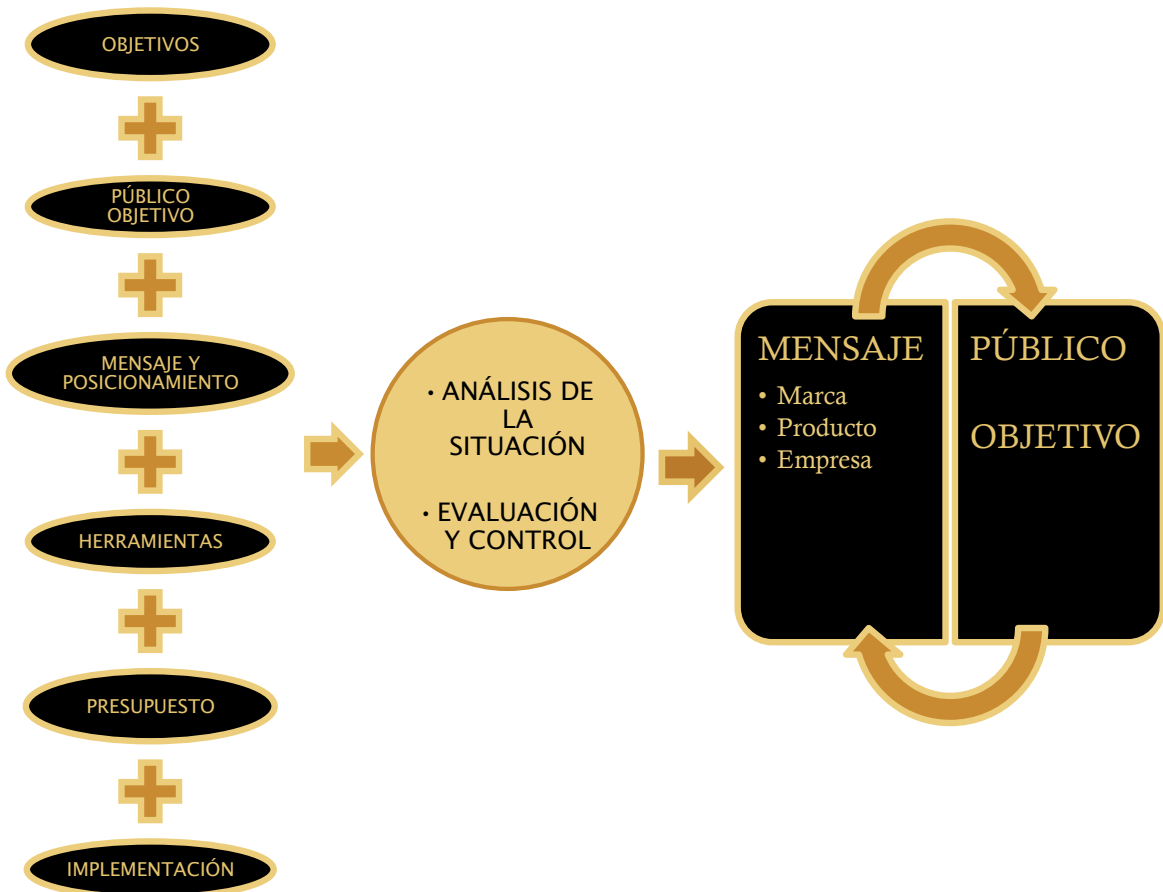 OBJETIVOS
PÚBLICO
OBJETIVO
MENSAJE Y
POSICIONAMIENTO
HERRAMIENTAS
PRESUPUESTO
IMPLEMENTACIÓN
• ANÁLISIS DE
LA
SITUACIÓN
• EVALUACIÓN
Y CONTROL
MENSAJE
• Marca
• Producto
• Empresa
PÚBLICO
OBJETIVO